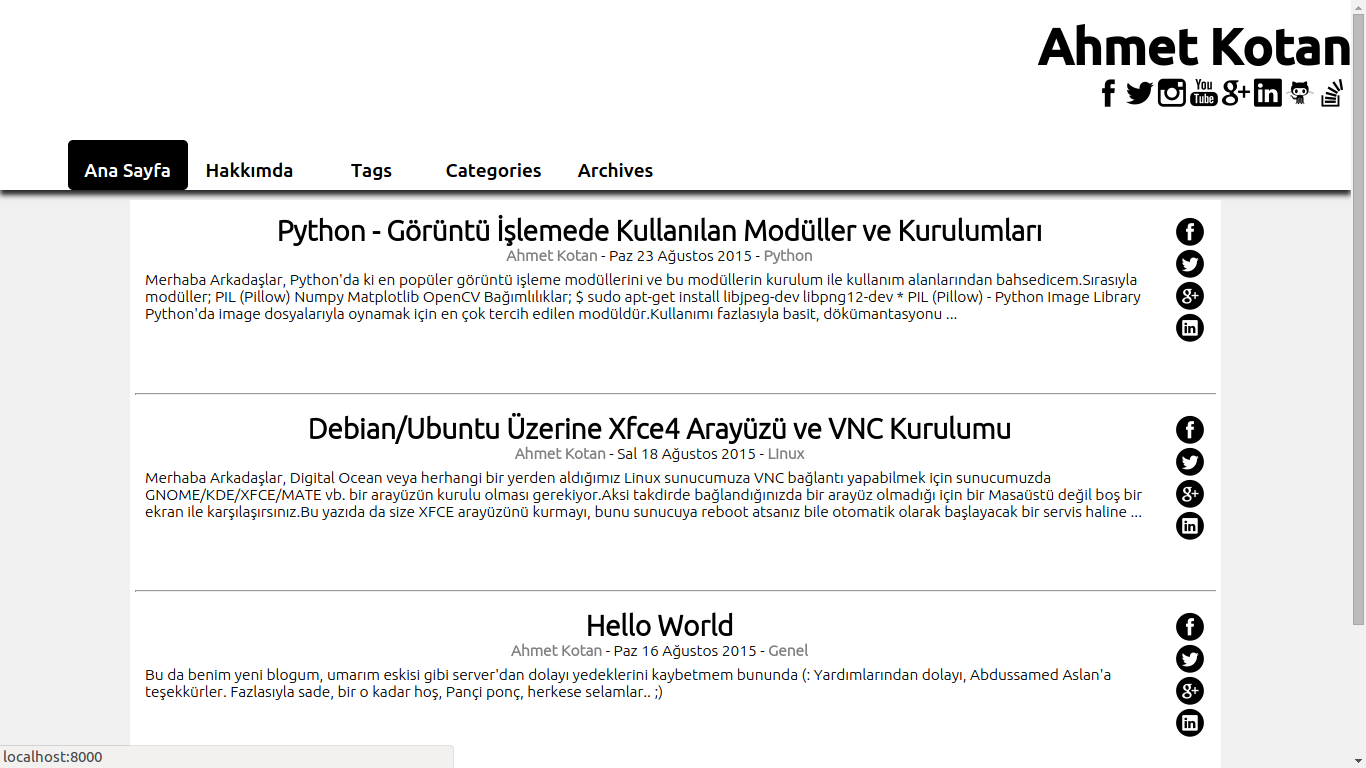 Ahmet Kotan
You Tube
Ana Sayfa Hakkımda Tags Categories Archives
Python - Görüntü İşlemede Kullanılan Modüller ve Kurulumları
Ahmet Kotan - Paz 23 Ağustos 2015 - Python
Merhaba Arkadaşlar, Python'da ki en popüler görüntü işleme modüllerini ve bu modüllerin kurulum ile kullanım alanlarından bahsedicem.Sırasıyla
modüller; PIL (Pillow) Numpy Matplotlib OpenCV Bağımlılıklar; $ sudo apt-get install libjpeg-dev libpng12-dev * PIL (Pillow) - Python Image Library
Python'da image dosyalarıyla oynamak için en çok tercih edilen modüldür.Kullanımı fazlasıyla basit, dökümantasyonu ...
Debian/Ubuntu Üzerine Xfce4 Arayüzü ve VNC Kurulumu
Ahmet Kotan - Sal 18 Ağustos 2015 - Linux
Merhaba Arkadaşlar, Digital Ocean veya herhangi bir yerden aldığımız Linux sunucumuza VNC bağlantı yapabilmek için sunucumuzda
GNOME/KDE/XFCE/MATE vb. bir arayüzün kurulu olması gerekiyor.Aksi takdirde bağlandığınızda bir arayüz olmadığı için bir Masaüstü değil boş bir
ekran ile karşılaşırsınız.Bu yazıda da size XFCE arayüzünü kurmayı, bunu sunucuya reboot atsanız bile otomatik olarak başlayacak bir servis haline ...
Hello World
Ahmet Kotan - Paz 16 Ağustos 2015 - Genel
Bu da benim yeni blogum, umarım eskisi gibi server'dan dolayı yedeklerini kaybetmem bununda (: Yardımlarından dolayı, Abdussamed Aslan'a
teşekkürler. Fazlasıyla sade, bir o kadar hoş, Pançi ponç, herkese selamlar.. ;)
localhost:8000